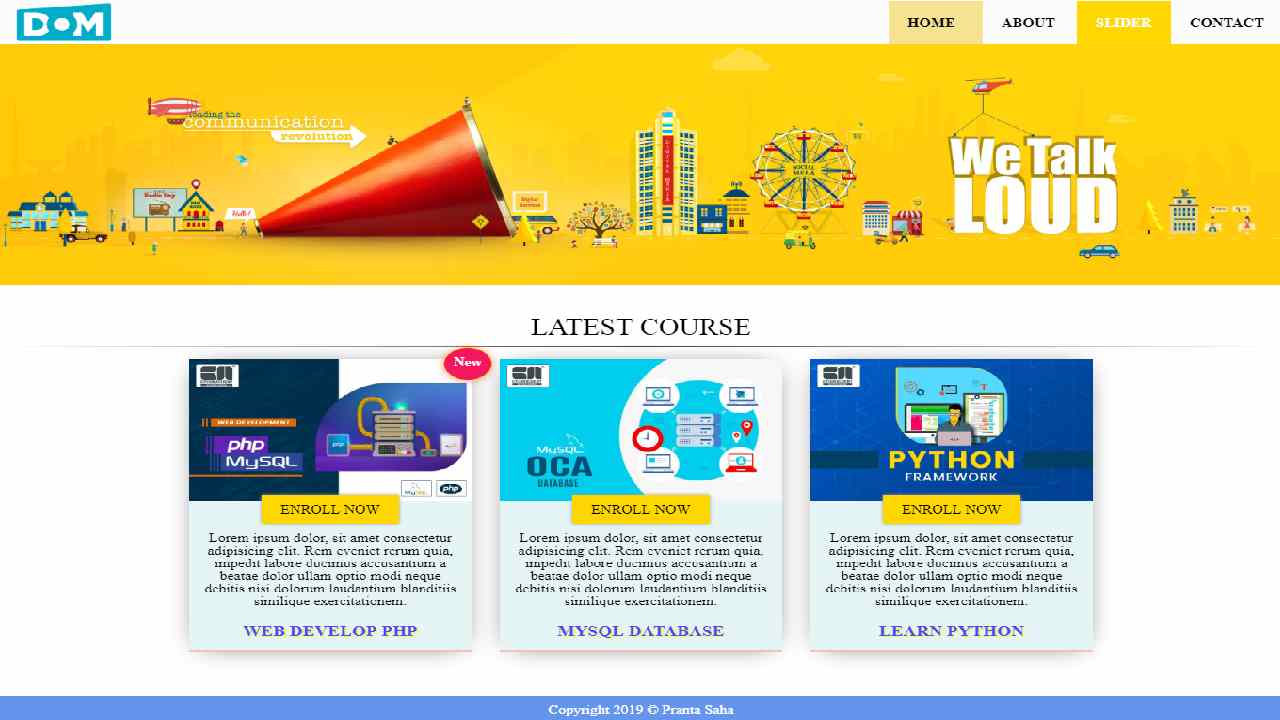 DOM
HOME
ABOUT
SLIDER
CONTACT
leading the
communication
revolution
Hello!
SOCIAL
MELA
We Talk
LOUD
LATEST COURSE
New
WEB DEVELOPMENT
php
MySQL
php
MySQL
php
ENROLL NOW
Lorem ipsum dolor, sit amet consectetur
adipisicing elit. Rem eveniet rerum quia,
impedit labore ducimus accusantium a
beatae dolor ullam optio modi neque
debitis nisi dolorum laudantium blanditiis
similique exercitationem.
WEB DEVELOP PHP
MySQL
OCA
DATABASE
ENROLL NOW
Lorem ipsum dolor, sit amet consectetur
adipisicing elit. Rem eveniet rerum quia,
impedit labore ducimus accusantium a
beatae dolor ullam optio modi neque
debitis nisi dolorum laudantium blanditiis
similique exercitationem.
MYSQL DATABASE
PYTHON
FRAMEWORK
ENROLL NOW
Lorem ipsum dolor, sit amet consectetur
adipisicing elit. Rem eveniet rerum quia,
impedit labore ducimus accusantium a
beatae dolor ullam optio modi neque
debitis nisi dolorum laudantium blanditiis
similique exercitationem.
LEARN PYTHON
Copyright 2019 © Pranta Saha